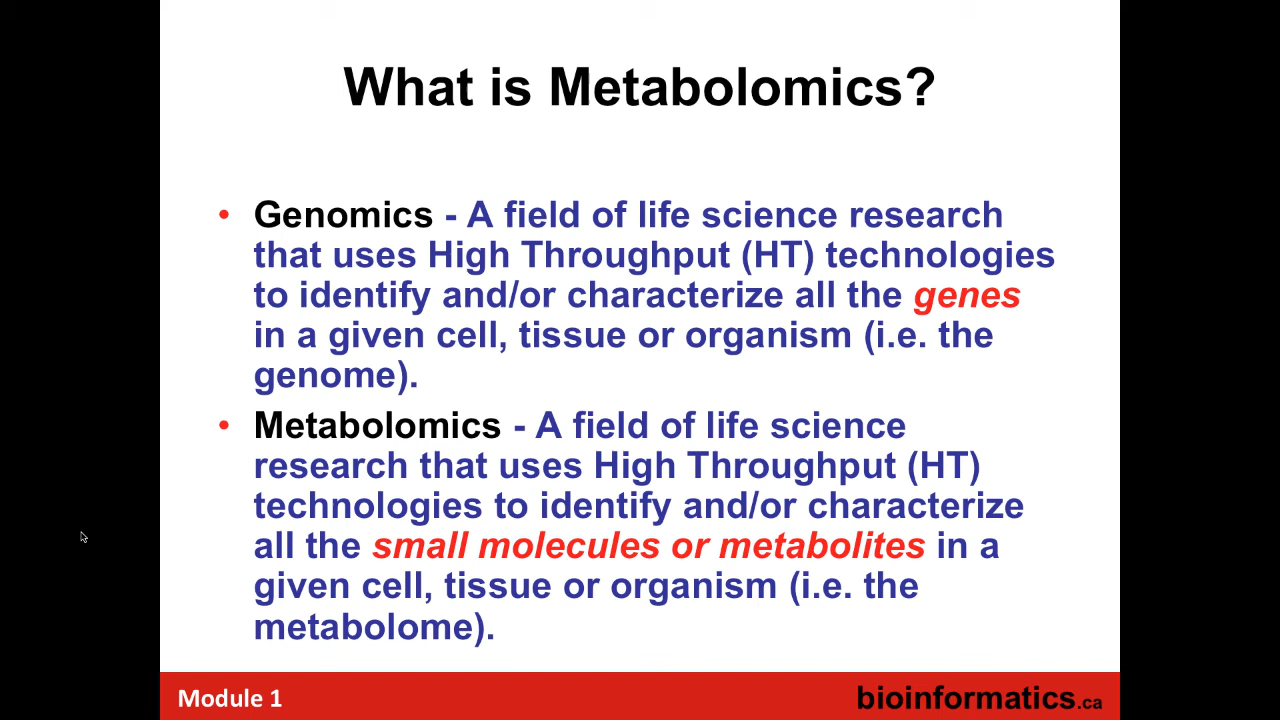 What is Metabolomics?
• Genomics - A field of life science research
that uses High Throughput (HT) technologies
to identify and/or characterize all the genes
in a given cell, tissue or organism (i.e. the
genome).
• Metabolomics - A field of life science
research that uses High Throughput (HT)
technologies to identify and/or characterize
all the small molecules or metabolites in a
given cell, tissue or organism (i.e. the
metabolome).
Module 1
bioinformatics.ca